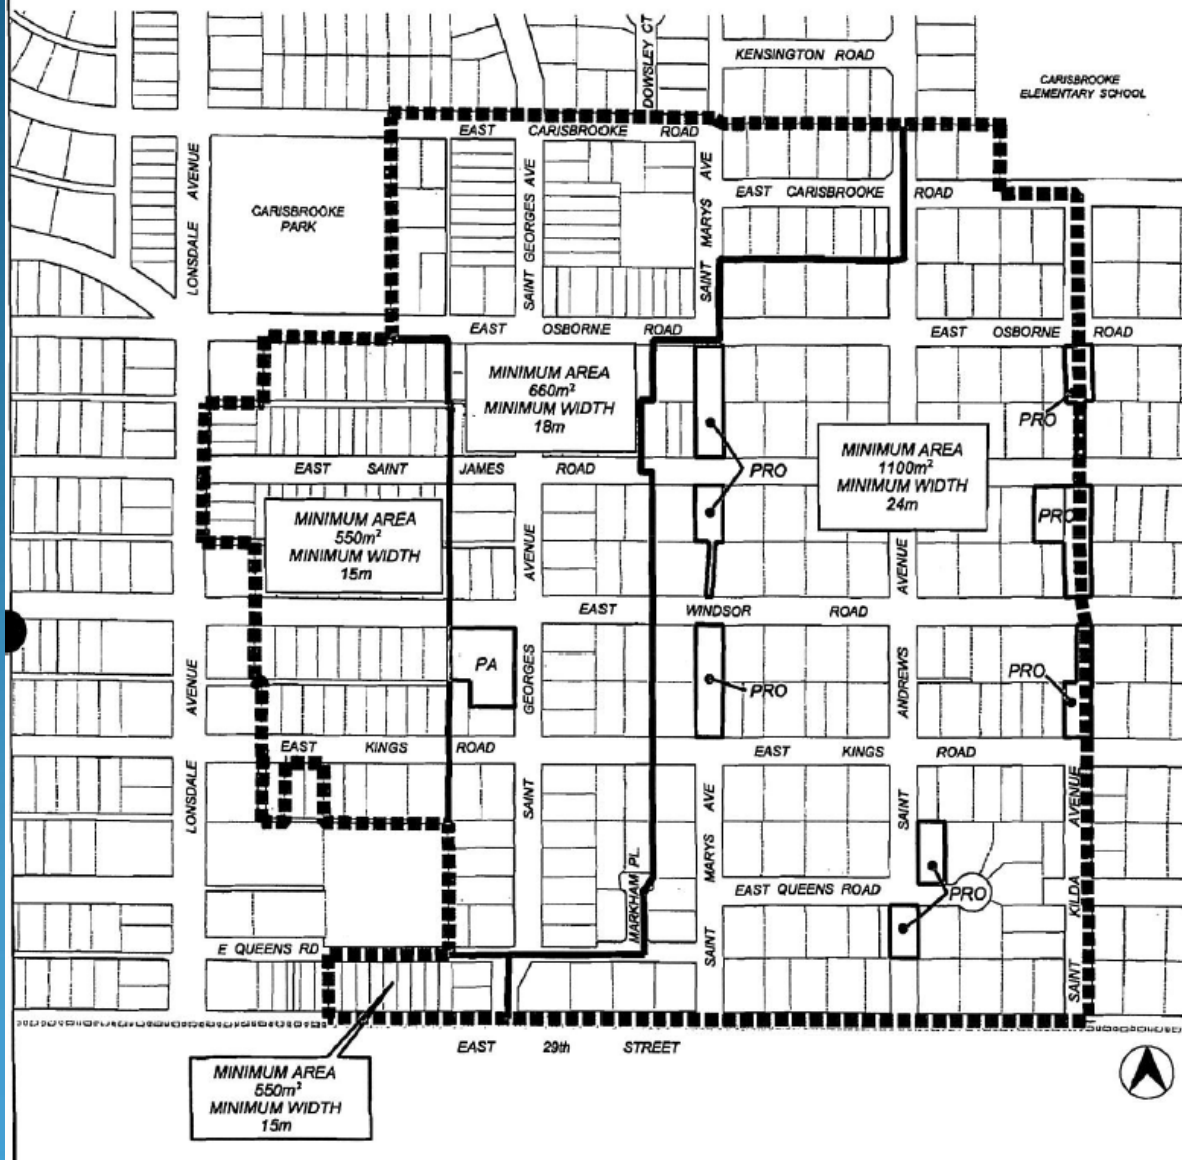 DOWSLEY CT
KENSINGTON ROAD
CARISBROOKE
ELEMENTARY SCHOOL
EAST CARISBROOKE ROAD
LONSDALE AVENUE
CARISBROOKE
PARK
SAINT GEORGES AVE
SAINT MARYS AVE
EAST CARISBROOKE ROAD
EAST OSBORNE ROAD
EAST OSBORNE ROAD
MINIMUM AREA
660m²
MINIMUM WIDTH
18m
PRO
PRO
MINIMUM AREA
1100m²
MINIMUM WIDTH
24m
EAST SAINT JAMES ROAD
MINIMUM AREA
550m²
MINIMUM WIDTH
15m
PRO
EAST WINDSOR ROAD
PA
PRO
PRO
SAINT GEORGES AVENUE
SAINT ANDREWS AVENUE
LONSDALE AVENUE
EAST KINGS ROAD
EAST KINGS ROAD
SAINT MARYS AVE
MARKHAM PL.
EAST QUEENS ROAD
PRO
SAINT KILDA AVENUE
E QUEENS RD
EAST 29th STREET
MINIMUM AREA
550m²
MINIMUM WIDTH
15m